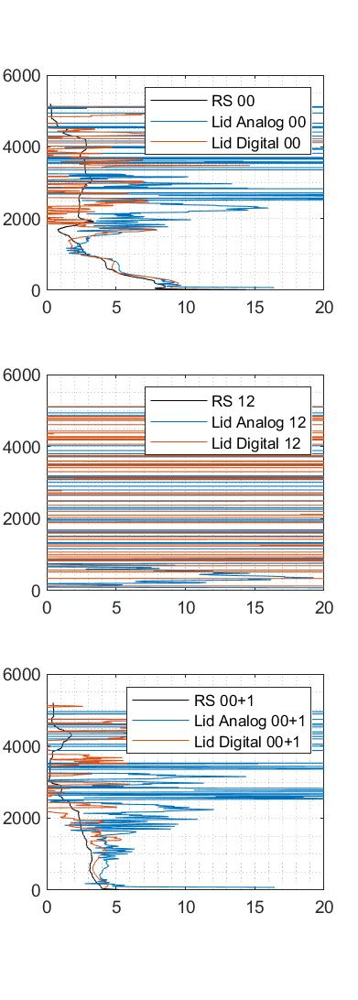 6000
RS 00
Lid Analog 00
Lid Digital 00
4000
2000
0
0 5 10 15 20
6000
RS 12
Lid Analog 12
Lid Digital 12
4000
2000
0
0 5 10 15 20
6000
RS 00+1
Lid Analog 00+1
Lid Digital 00+1
4000
2000
0
0 5 10 15 20